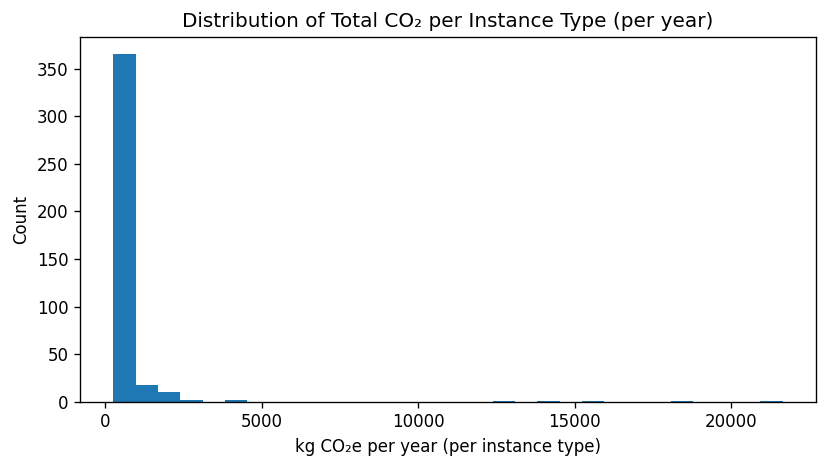 Distribution of Total CO₂ per Instance Type (per year)
350
300
250
200
150
100
50
0
Count
0 5000 10000 15000 20000
kg CO₂e per year (per instance type)